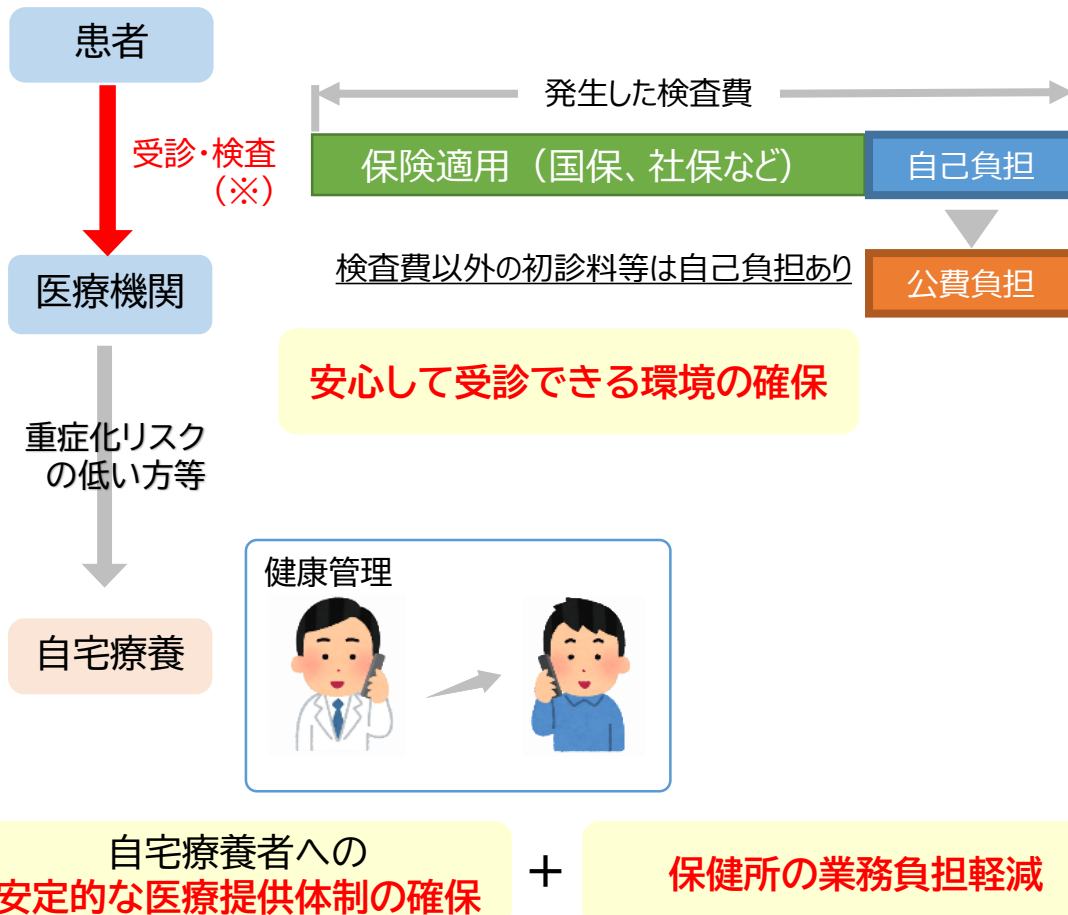 患者
発生した検査費
受診・検査
（※）
保険適用（国保、社保など）
自己負担
医療機関
検査費以外の初診料等は自己負担あり
公費負担
安心して受診できる環境の確保
重症化リスク
の低い方等
健康管理
自宅療養
自宅療養者への
安定的な医療提供体制の確保
＋
保健所の業務負担軽減